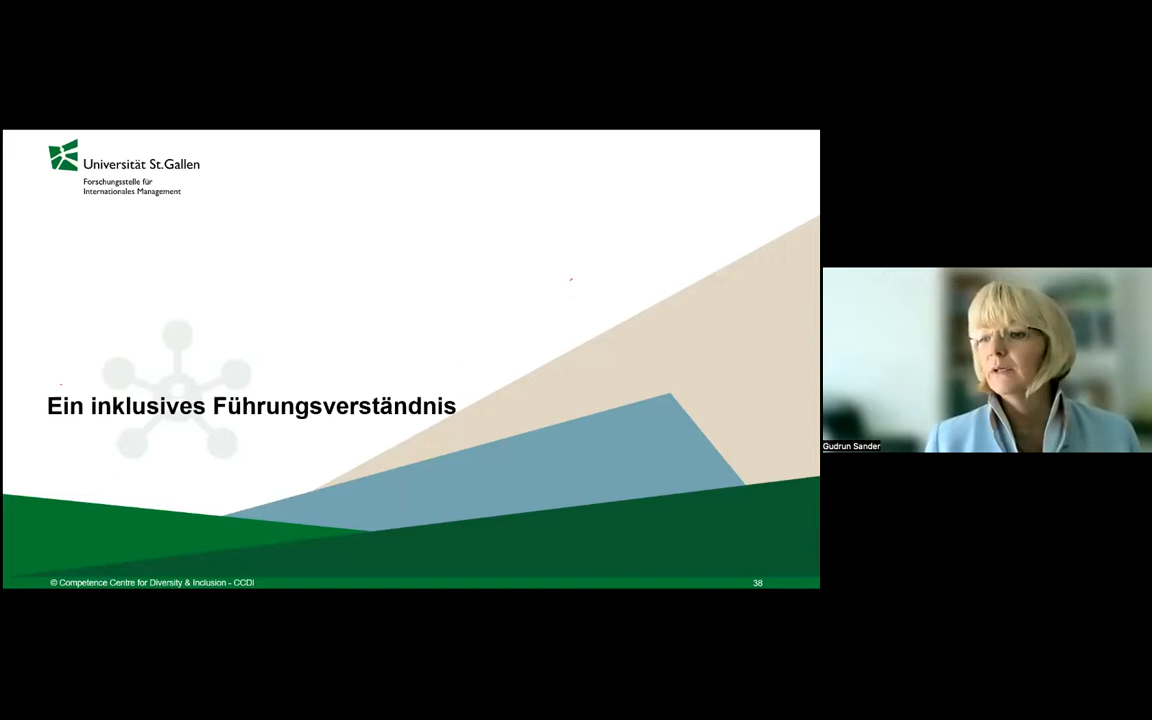 Universität St.Gallen
Forschungsstelle für
Internationales Management
Ein inklusives Führungsverständnis
© Competence Centre for Diversity & Inclusion - CCDI
38
Gudrun Sander